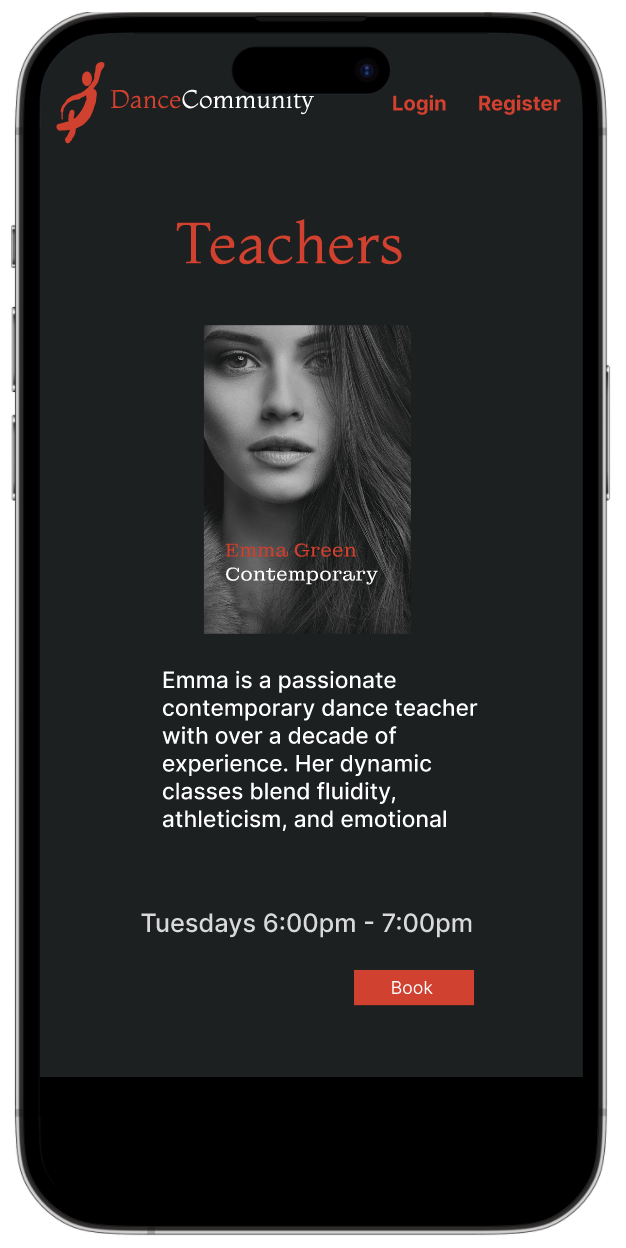 DanceCommunity
Login
Register
Teachers
Emma Green
Contemporary
Emma is a passionate
contemporary dance teacher
with over a decade of
experience. Her dynamic
classes blend fluidity,
athleticism, and emotional
Tuesdays 6:00pm - 7:00pm
Book